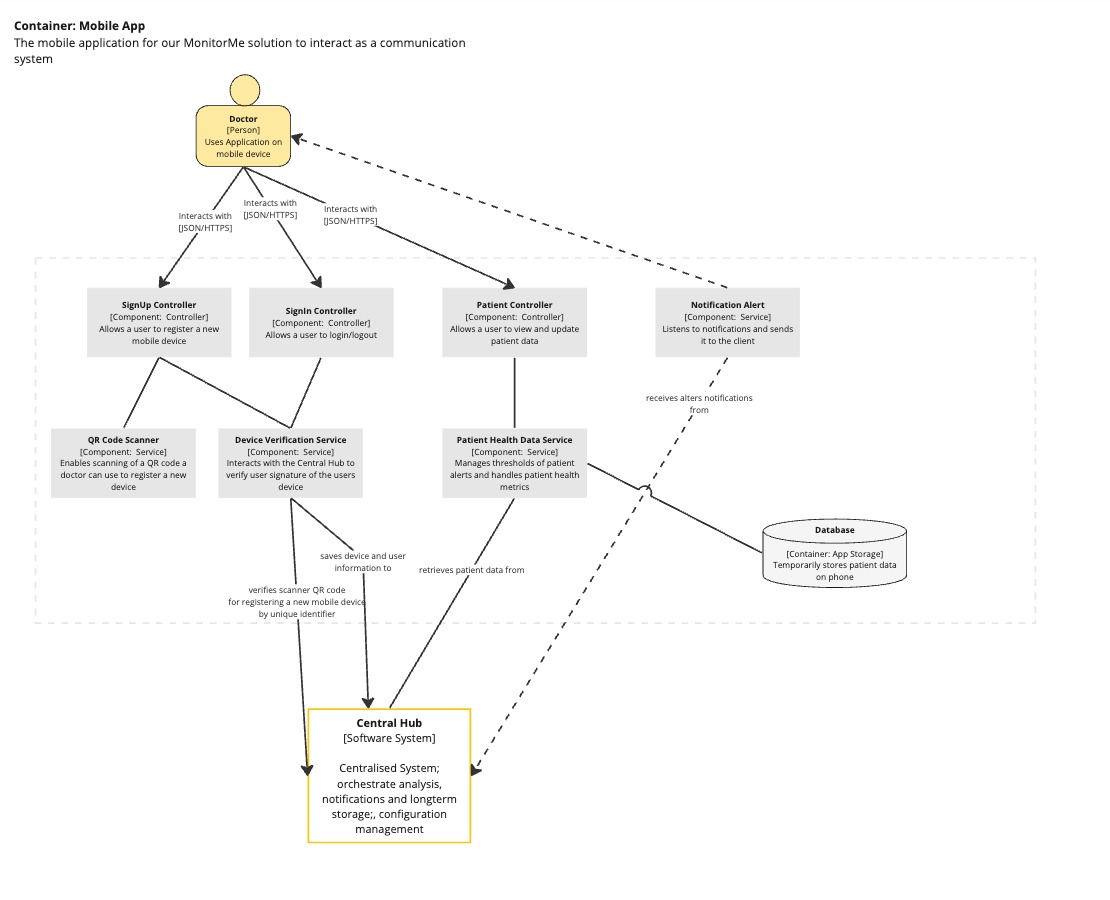 Container: Mobile App
The mobile application for our MonitorMe solution to interact as a communication
system
Doctor
[Person]
Uses Application on
mobile device
Interacts with
[JSON/HTTPS]
Interacts with
[JSON/HTTPS]
Interacts with
[JSON/HTTPS]
SignUp Controller
[Component:  Controller]
Allows a user to register a new
mobile device
SignIn Controller
[Component:  Controller]
Allows a user to login/logout
Patient Controller
[Component:  Controller]
Allows a user to view and update
patient data
Notification Alert
[Component:  Service]
Listens to notifications and sends
it to the client
receives alters notifications
from
QR Code Scanner
[Component:  Service]
Enables scanning of a QR code a
doctor can use to register a new
device
Device Verification Service
[Component:  Service]
Interacts with the Central Hub to
verify user signature of the users
device
Patient Health Data Service
[Component:  Service]
Manages thresholds of patient
alerts and handles patient health
metrics
Database
[Container: App Storage]
Temporarily stores patient data
on phone
saves device and user
information to
retrieves patient data from
verifies scanner QR code
for registering a new mobile device
by unique identifier
Central Hub
[Software System]
Centralised System;
orchestrate analysis,
notifications and longterm
storage;, configuration
management